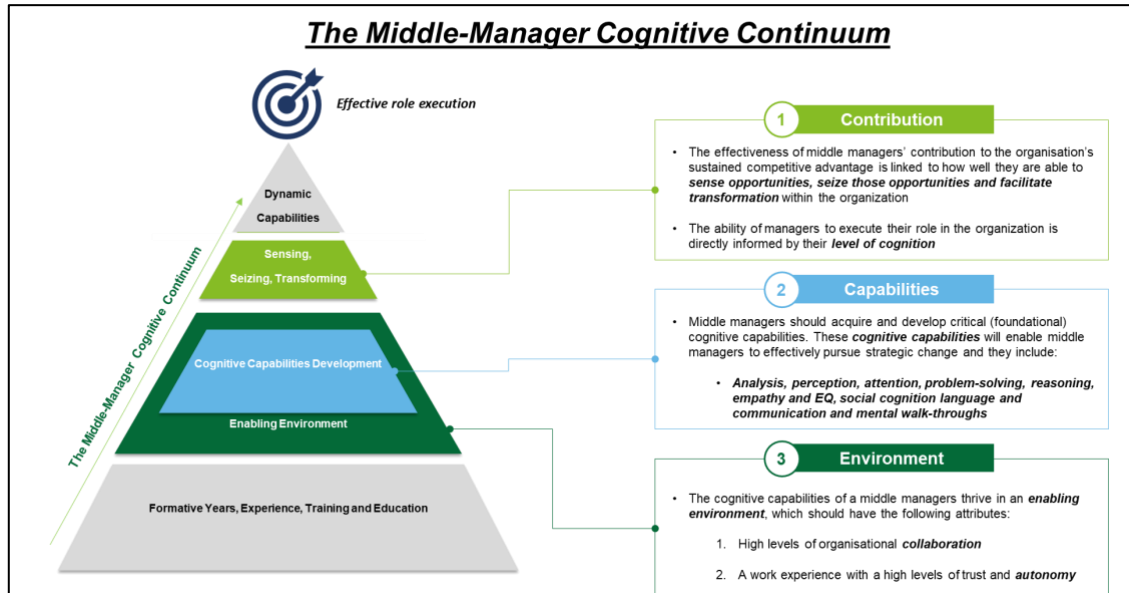 The Middle-Manager Cognitive Continuum
Effective role execution
Dynamic
Capabilities
Sensing,
Seizing, Transforming
Cognitive Capabilities Development
Enabling Environment
Formative Years, Experience, Training and Education
The Middle-Manager Cognitive Continuum
1 Contribution
• The effectiveness of middle managers' contribution to the organisation's
sustained competitive advantage is linked to how well they are able to
sense opportunities, seize those opportunities and facilitate
transformation within the organization
• The ability of managers to execute their role in the organization is
directly informed by their level of cognition
2 Capabilities
• Middle managers should acquire and develop critical (foundational)
cognitive capabilities. These cognitive capabilities will enable middle
managers to effectively pursue strategic change and they include:
• Analysis, perception, attention, problem-solving, reasoning,
empathy and EQ, social cognition language and
communication and mental walk-throughs
3 Environment
• The cognitive capabilities of a middle managers thrive in an enabling
environment, which should have the following attributes:
1. High levels of organisational collaboration
2. A work experience with a high levels of trust and autonomy